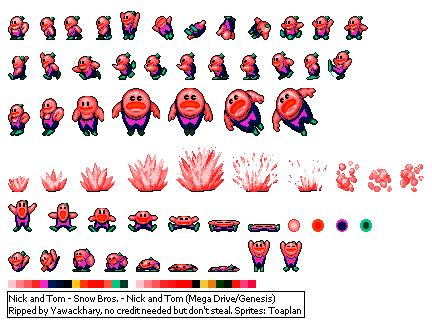 Nick and Tom - Snow Bros. - Nick and Tom (Mega Drive/Genesis)
Ripped by Yawackhary, no credit needed but don't steal. Sprites: Toaplan